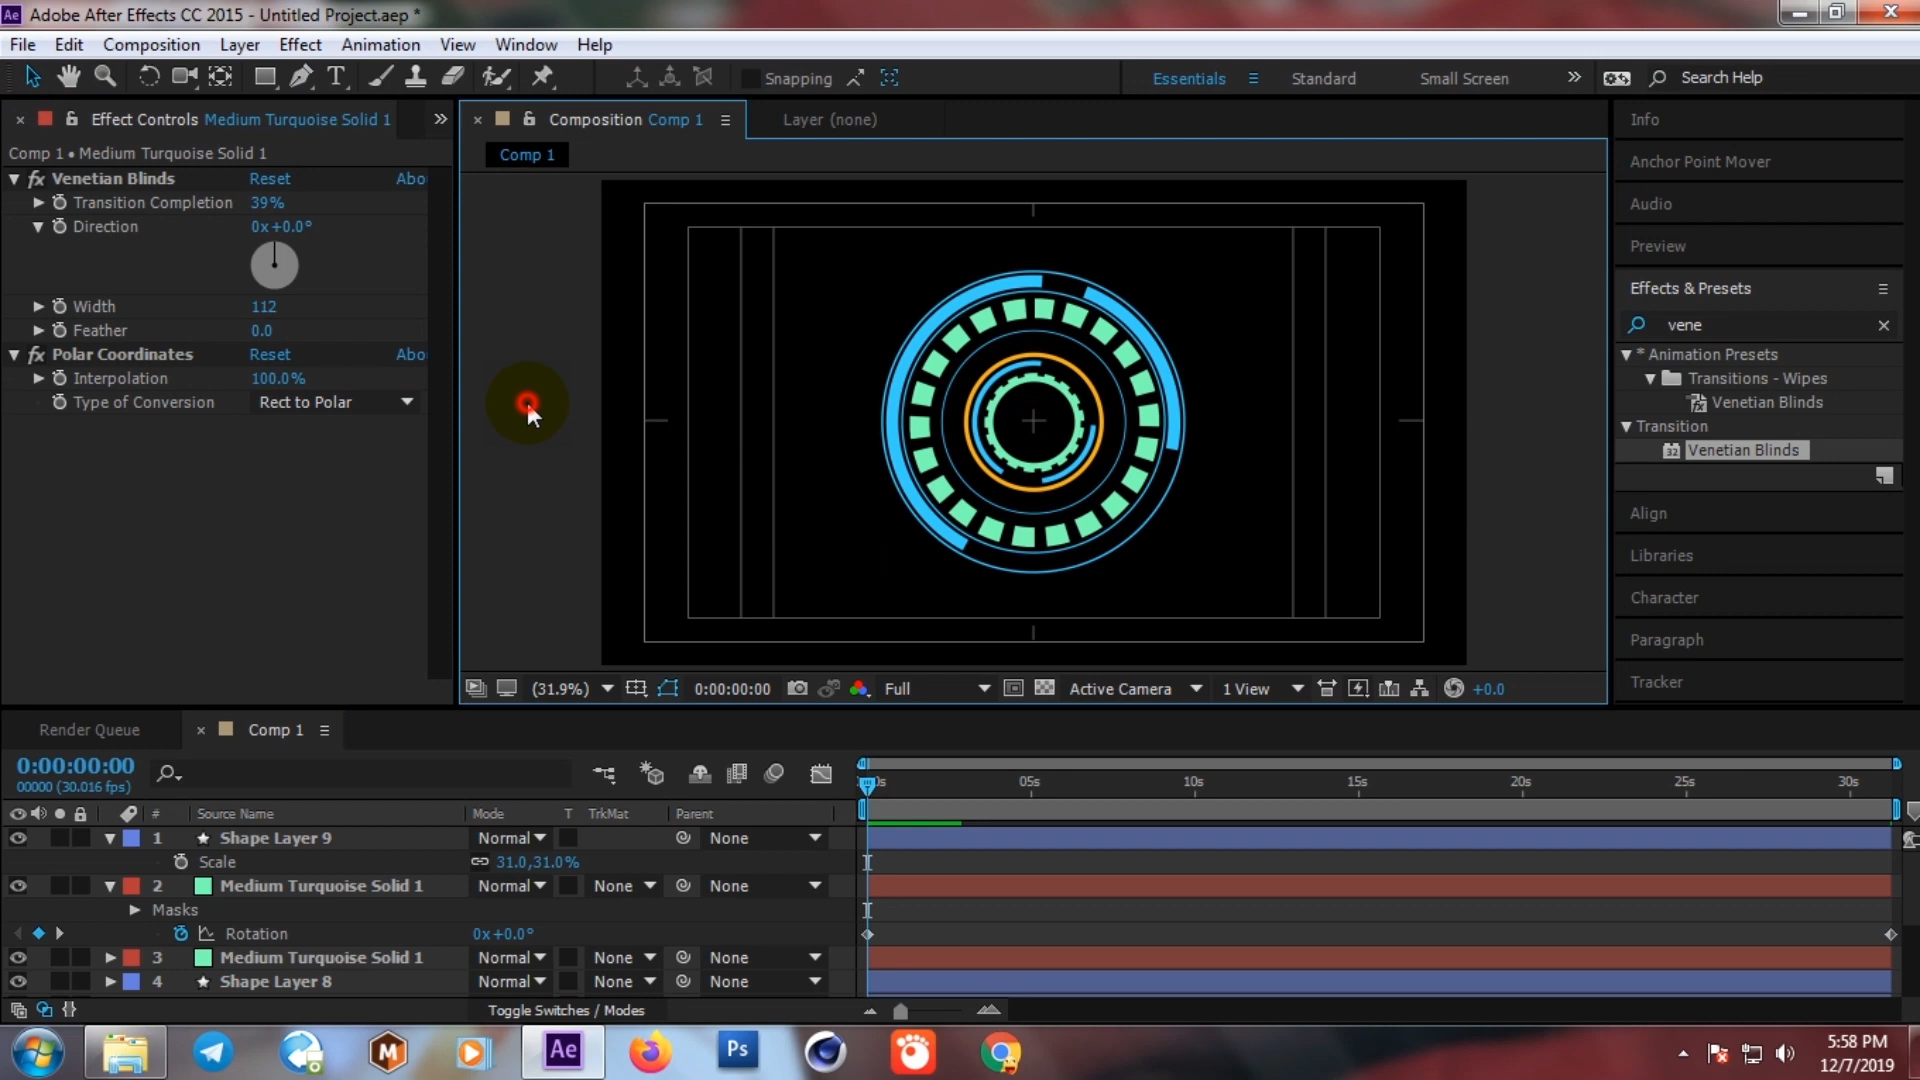 Ae Adobe After Effects CC 2015 - Untitled Project.aep *
File Edit Composition Layer Effect Animation View Window Help
T Snapping Essentials Standard Small Screen Search Help
Effect Controls Medium Turquoise Solid 1
Comp 1 • Medium Turquoise Solid 1
fx Venetian Blinds Reset Abo
Transition Completion 39%
Direction 0x+0.0°
Width 112
Feather 0.0
fx Polar Coordinates Reset Abo
Interpolation 100.0%
Type of Conversion Rect to Polar
Composition Comp 1 Layer (none)
Comp 1
(31.9%) 0:00:00:00 Full Active Camera 1 View +0.0
Info
Anchor Point Mover
Audio
Preview
Effects & Presets
vene
* Animation Presets
Transitions - Wipes
Venetian Blinds
Transition
32 Venetian Blinds
Align
Libraries
Character
Paragraph
Tracker
Render Queue Comp 1
0:00:00:00
00000 (30.016 fps)
05s 10s 15s 20s 25s 30s
# Source Name Mode T TrkMat Parent
1 Shape Layer 9 Normal None
Scale 31.0,31.0%
2 Medium Turquoise Solid 1 Normal None None
Masks
Rotation 0x+0.0°
3 Medium Turquoise Solid 1 Normal None None
4 Shape Layer 8 Normal None None
Toggle Switches / Modes
Ae Ps
5:58 PM
12/7/2019